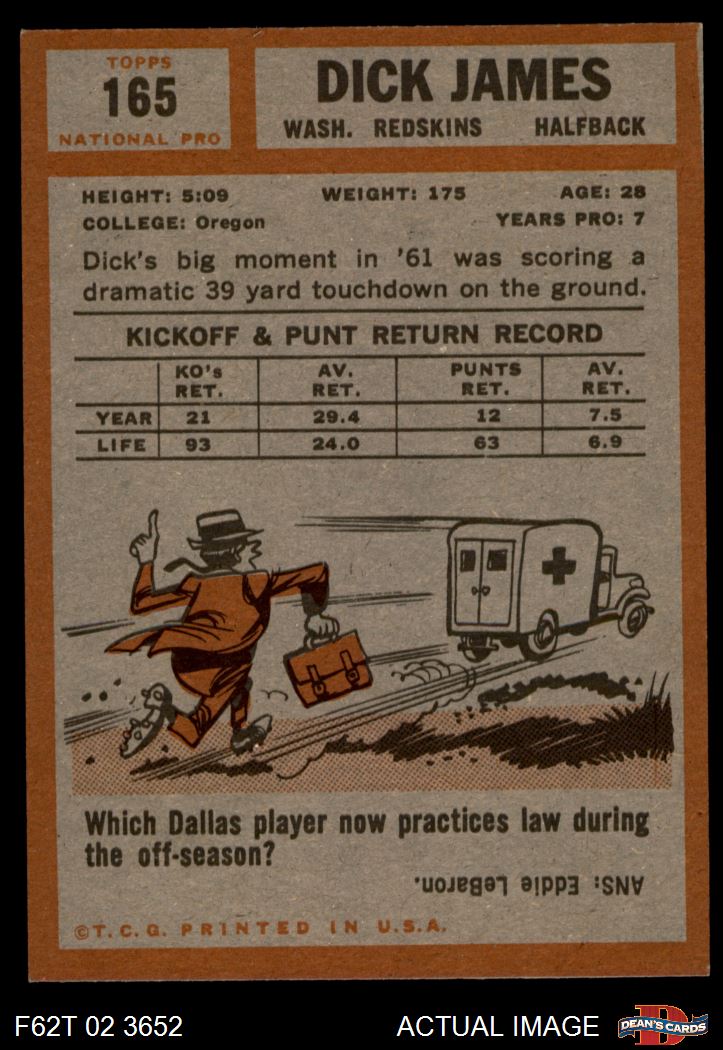 TOPPS
165
NATIONAL PRO
DICK JAMES
WASH. REDSKINS HALFBACK
HEIGHT: 5:09 WEIGHT: 175 AGE: 28
COLLEGE: Oregon YEARS PRO: 7
Dick's big moment in '61 was scoring a
dramatic 39 yard touchdown on the ground.
KICKOFF & PUNT RETURN RECORD
KO's AV. PUNTS AV.
RET. RET. RET. RET.
YEAR 21 29.4 12 7.5
LIFE 93 24.0 63 6.9
Which Dallas player now practices law during
the off-season?
ANS: Eddie LeBaron.
©T.C.G. PRINTED IN U.S.A.
F62T 02 3652 ACTUAL IMAGE D DEAN'S CARDS